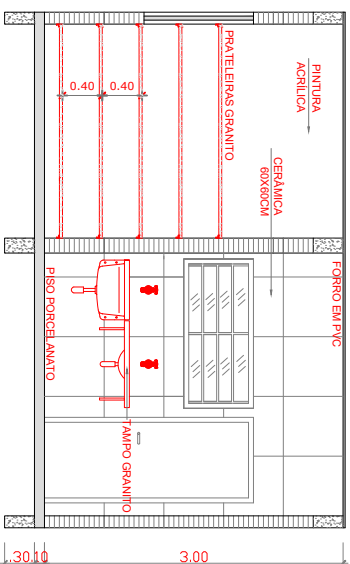 FORRO EM PVC
PINTURA
ACRÍLICA
CERÂMICA
60X60CM
PRATELEIRAS GRANITO
0.40
0.40
TAMPO GRANITO
PISO PORCELANATO
3.00
.10
.30